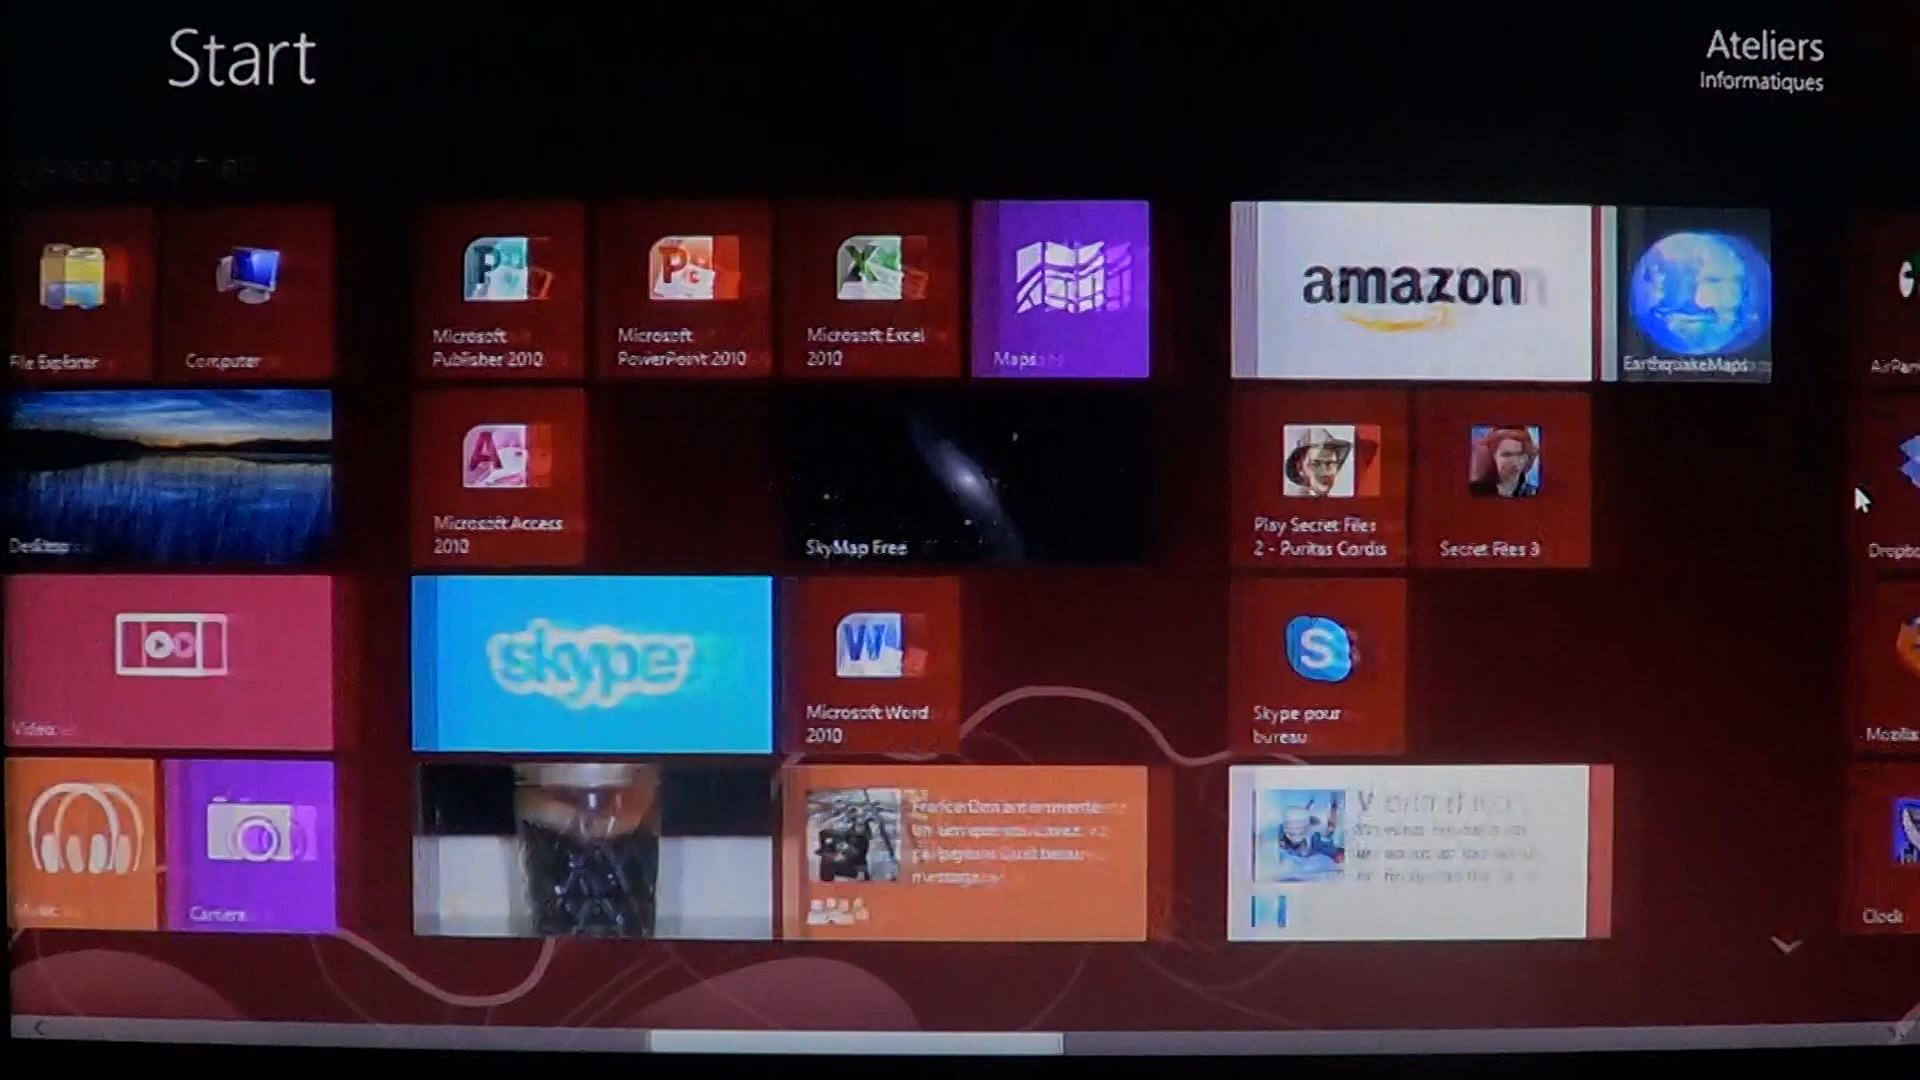 Start
Ateliers
Informatiques
File Explorer
Computer
Microsoft
Publisher 2010
Microsoft
PowerPoint 2010
Microsoft Excel
2010
Maps
amazon
EarthquakeMaps
Desktop
Microsoft Access
2010
SkyMap Free
Play Secret Files
2 - Puritas Cordis
Secret Files 3
Video
skype
Microsoft Word
2010
Skype pour
bureau
Music
Camera
message
Clock